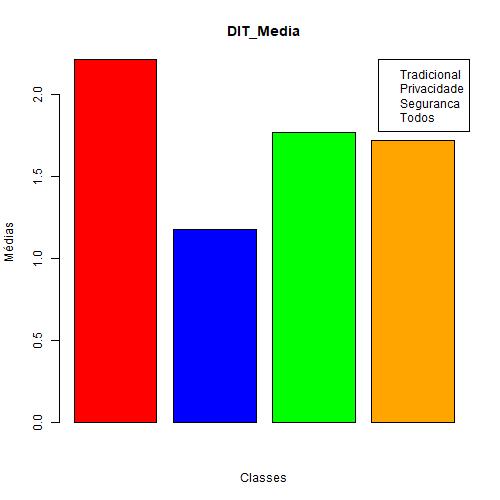 DIT_Media
Tradicional
Privacidade
Seguranca
Todos
2.0
1.5
1.0
0.5
0.0
Médias
Classes